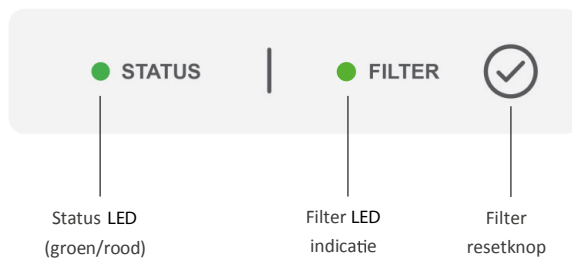 STATUS | FILTER
Status LED
(groen/rood)
Filter LED
indicatie
Filter
resetknop